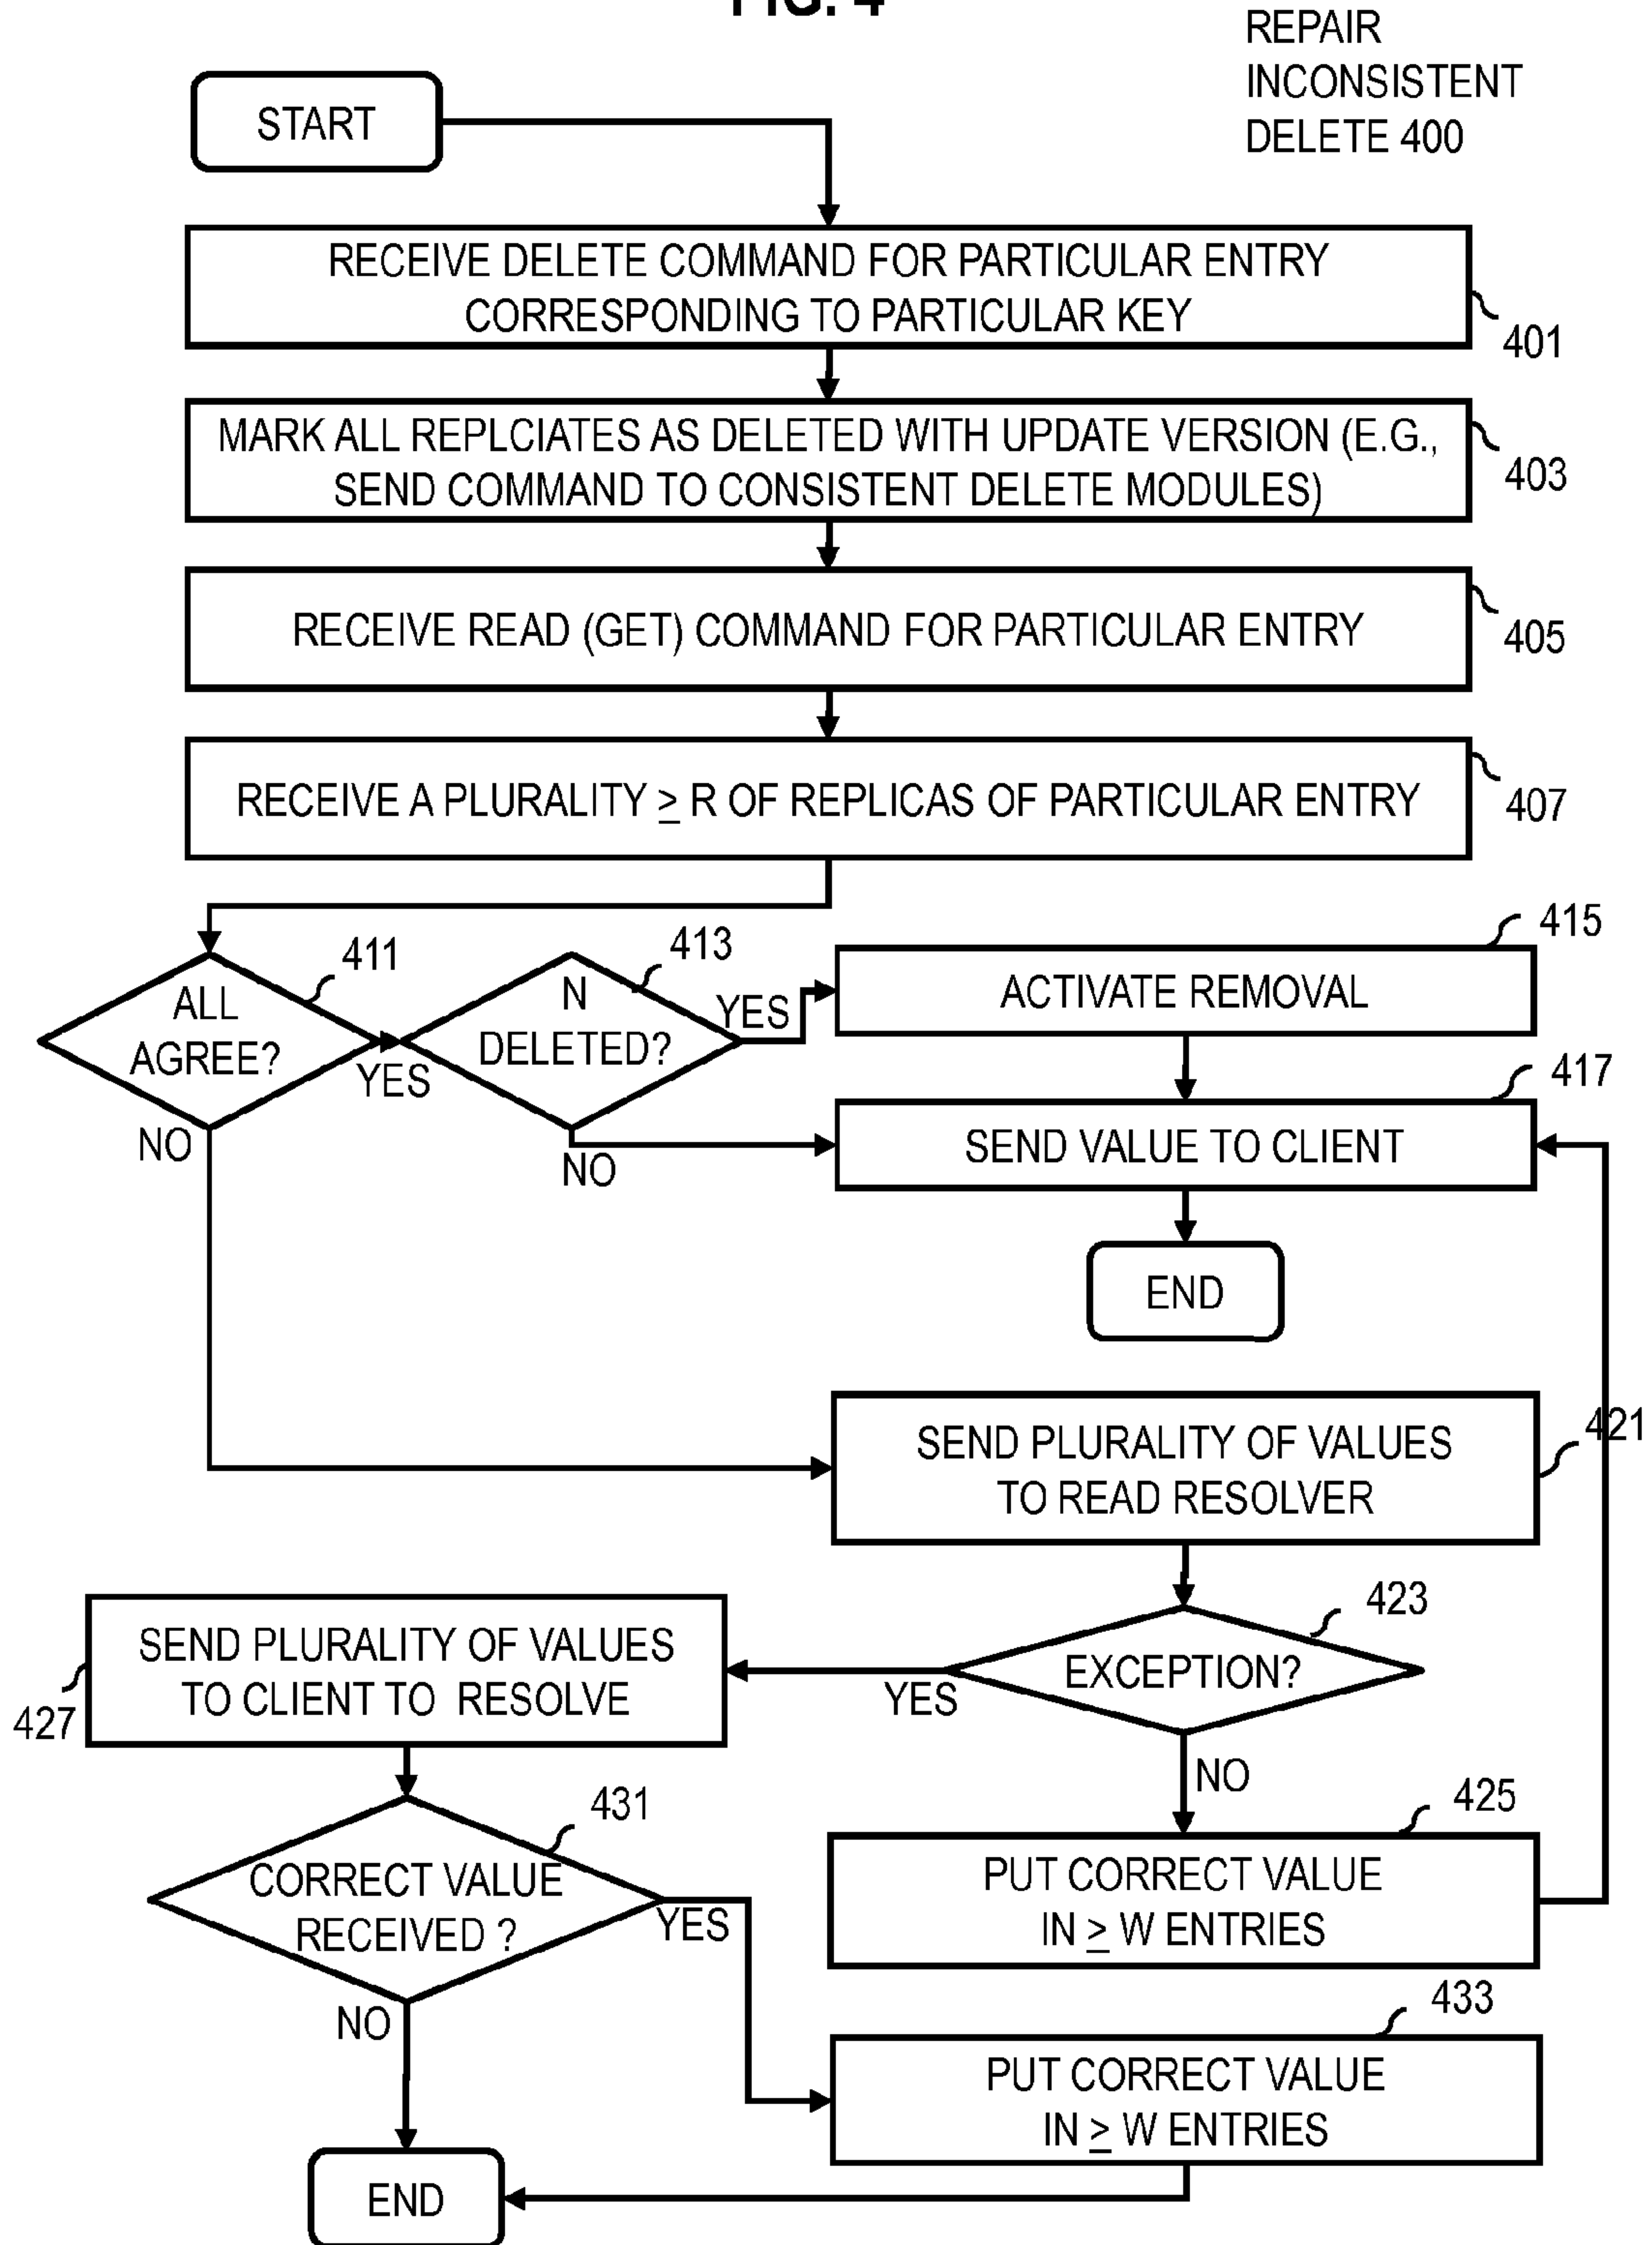 FIG. 4
REPAIR
INCONSISTENT
DELETE 400
START
RECEIVE DELETE COMMAND FOR PARTICULAR ENTRY
CORRESPONDING TO PARTICULAR KEY
401
MARK ALL REPLCIATES AS DELETED WITH UPDATE VERSION (E.G.,
SEND COMMAND TO CONSISTENT DELETE MODULES)
403
RECEIVE READ (GET) COMMAND FOR PARTICULAR ENTRY
405
RECEIVE A PLURALITY ≥ R OF REPLICAS OF PARTICULAR ENTRY
407
411
ALL
AGREE?
YES
NO
413
N
DELETED?
YES
NO
415
ACTIVATE REMOVAL
417
SEND VALUE TO CLIENT
END
421
SEND PLURALITY OF VALUES
TO READ RESOLVER
423
EXCEPTION?
YES
NO
SEND PLURALITY OF VALUES
TO CLIENT TO RESOLVE
427
425
PUT CORRECT VALUE
IN ≥ W ENTRIES
431
CORRECT VALUE
RECEIVED ?
YES
NO
433
PUT CORRECT VALUE
IN ≥ W ENTRIES
END